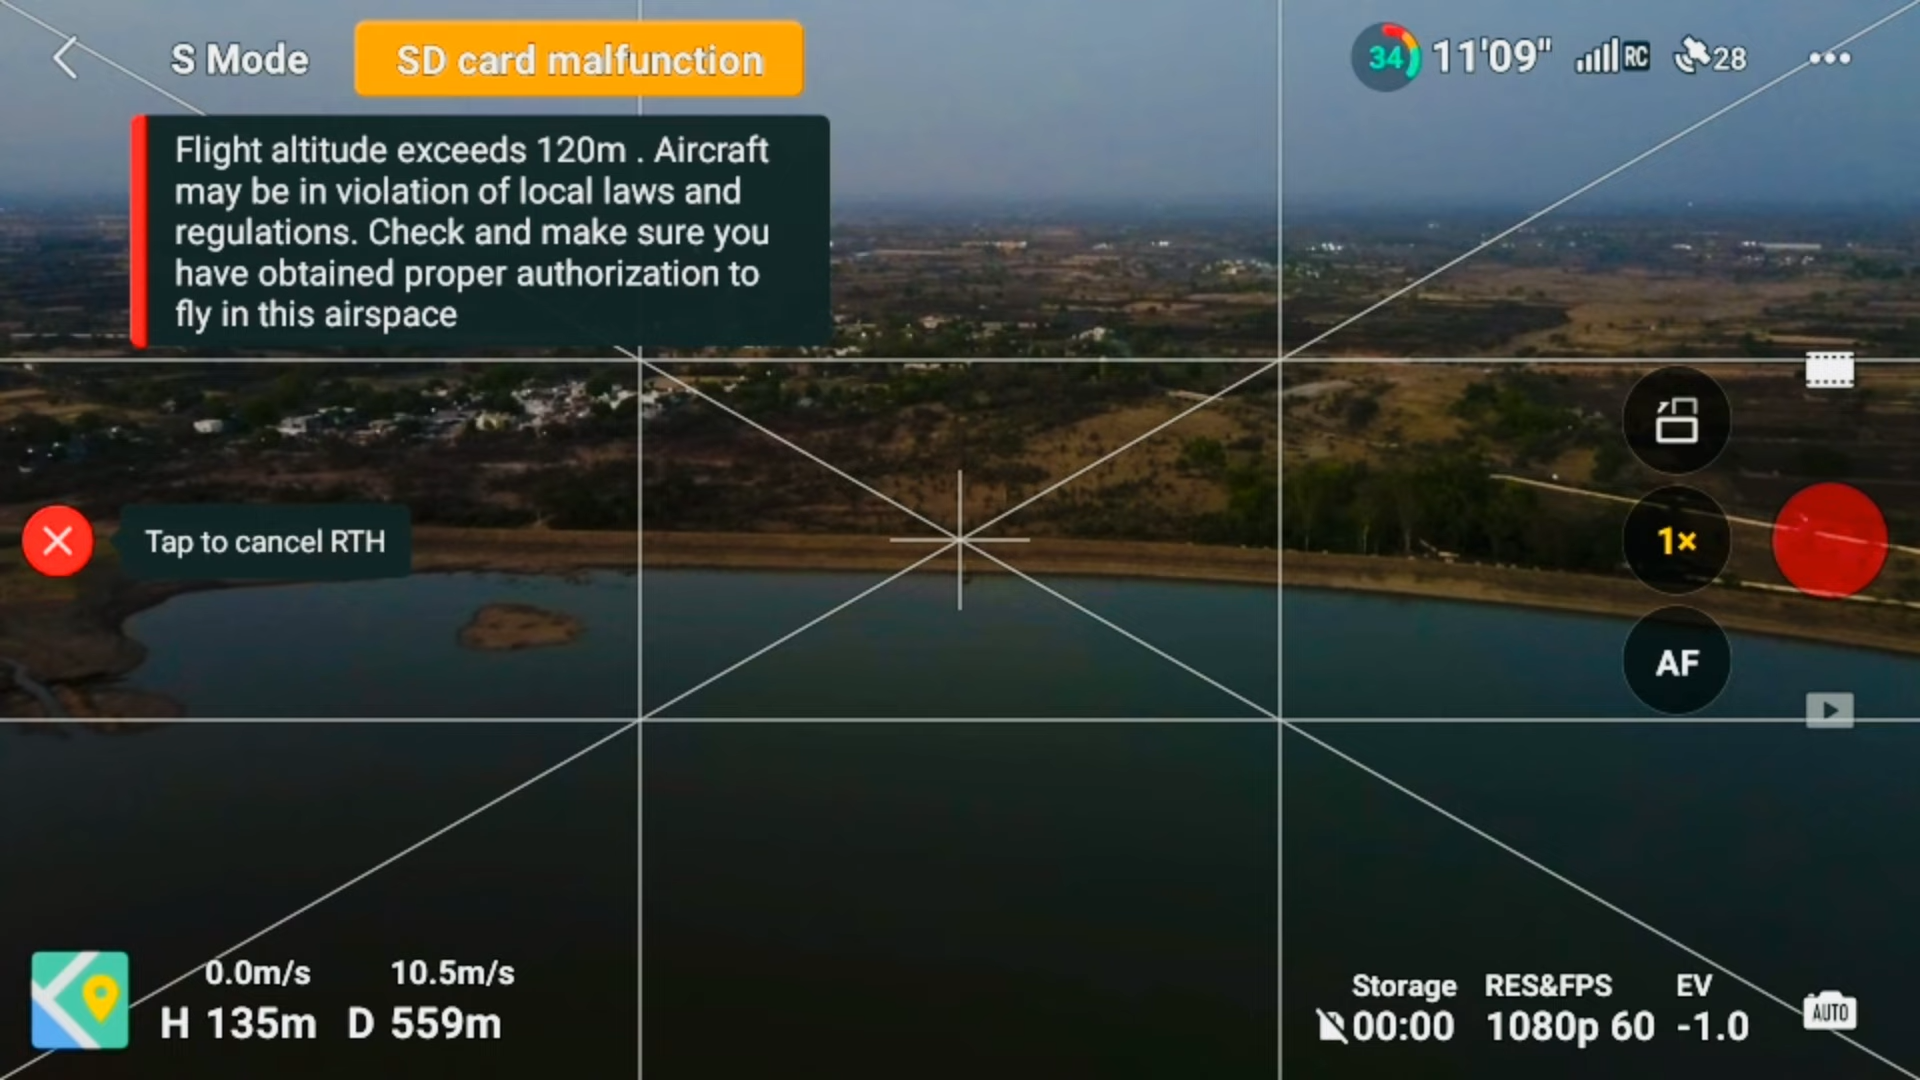 S Mode
SD card malfunction
34
11'09"
RC
28
Flight altitude exceeds 120m . Aircraft
may be in violation of local laws and
regulations. Check and make sure you
have obtained proper authorization to
fly in this airspace
Tap to cancel RTH
1×
AF
0.0m/s 10.5m/s
H 135m D 559m
Storage RES&FPS EV
00:00 1080p 60 -1.0
AUTO